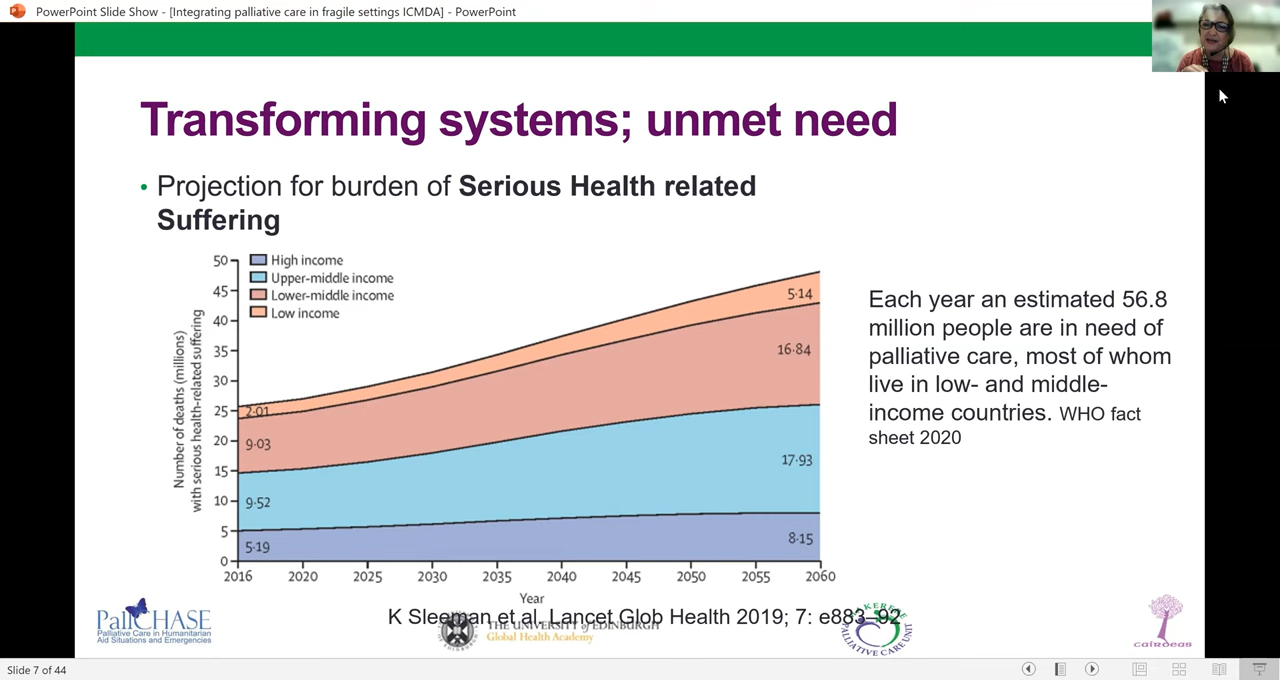 PowerPoint Slide Show - [Integrating palliative care in fragile settings ICMDA] - PowerPoint
Transforming systems; unmet need
• Projection for burden of Serious Health related
Suffering
50
45
40
35
30
25
20
15
10
5
0
Number of deaths (millions)
with serious health-related suffering
High income
Upper-middle income
Lower-middle income
Low income
2·01
9·03
9·52
5·19
5·14
16·84
17·93
8·15
2016 2020 2025 2030 2035 2040 2045 2050 2055 2060
Year
Each year an estimated 56.8
million people are in need of
palliative care, most of whom
live in low- and middle-
income countries. WHO fact
sheet 2020
K Sleeman et al. Lancet Glob Health 2019; 7: e883–92
PallCHASE
Palliative Care in Humanitarian
Aid Situations and Emergencies
THE UNIVERSITY of EDINBURGH
Global Health Academy
PALLIATIVE CARE UNIT
cairdeas
Slide 7 of 44